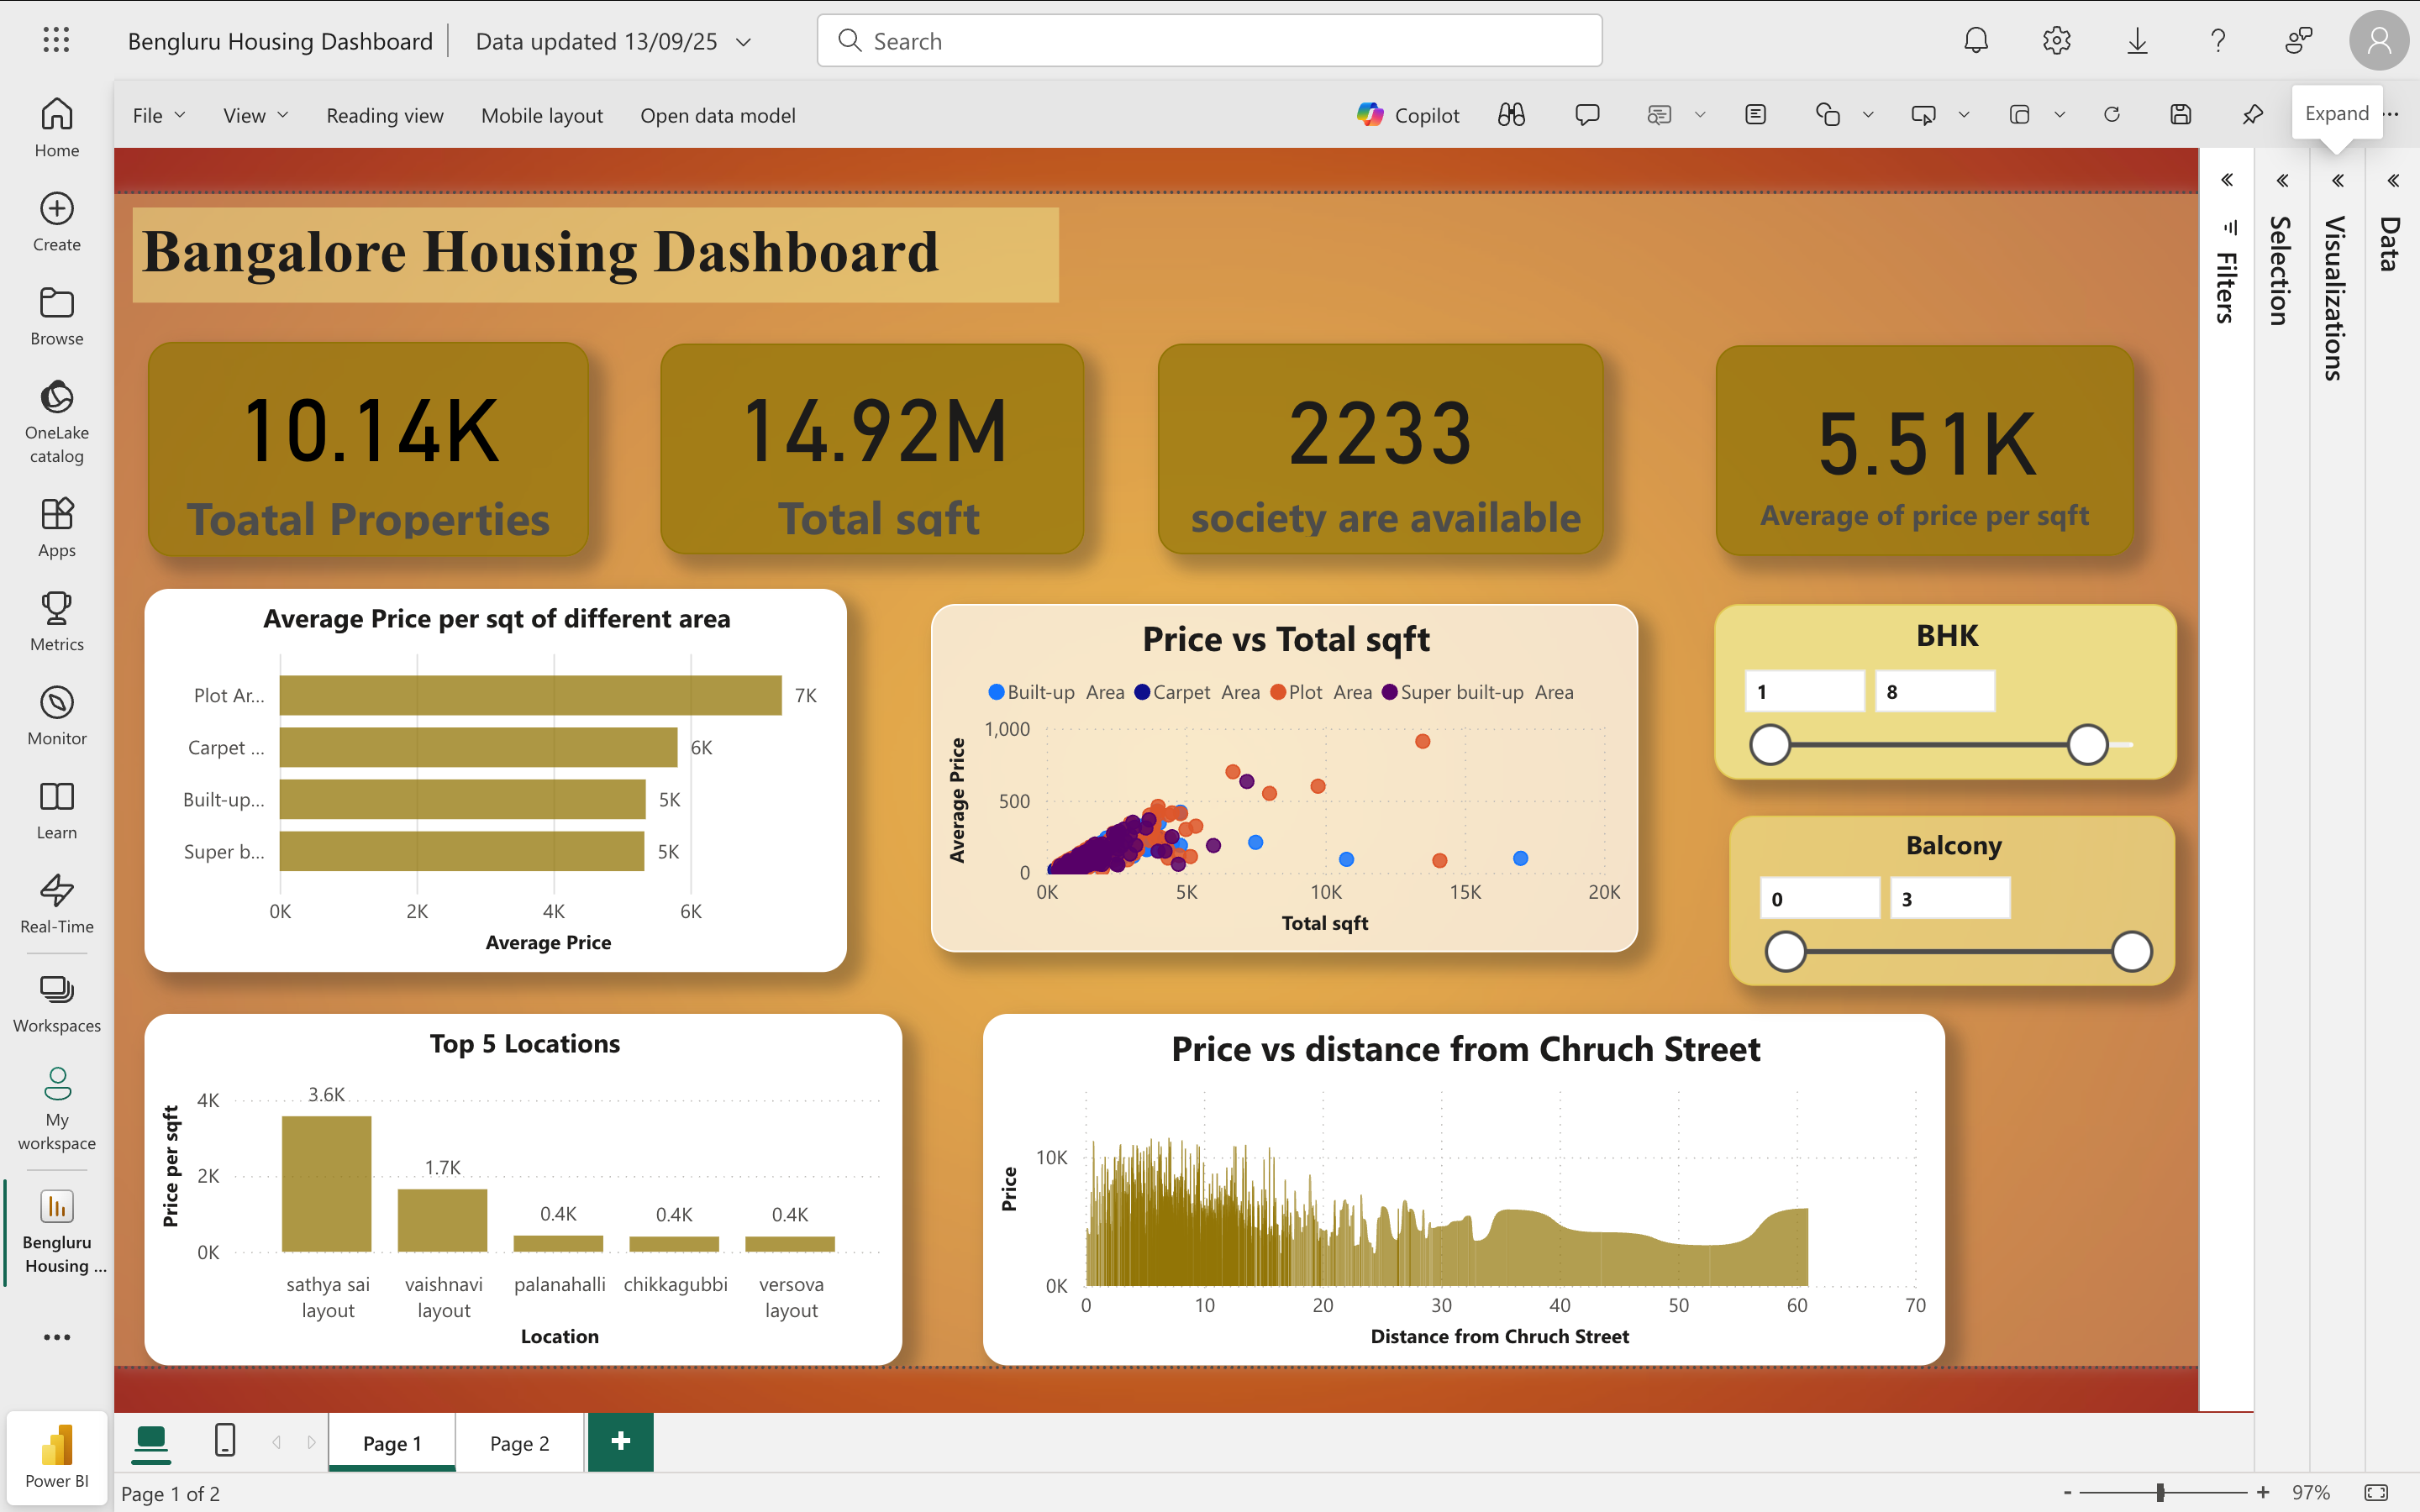 Bengluru Housing Dashboard
Data updated 13/09/25
Search
File
View
Reading view
Mobile layout
Open data model
Copilot
Expand
Home
Create
Browse
OneLake
catalog
Apps
Metrics
Monitor
Learn
Real-Time
Workspaces
My
workspace
Bengluru
Housing ...
Power BI
Bangalore Housing Dashboard
10.14K
Toatal Properties
14.92M
Total sqft
2233
society are available
5.51K
Average of price per sqft
Average Price per sqt of different area
Plot Ar...
7K
Carpet ...
6K
Built-up...
5K
Super b...
5K
0K 2K 4K 6K
Average Price
Price vs Total sqft
Built-up Area Carpet Area Plot Area Super built-up Area
Average Price
1,000
500
0
0K 5K 10K 15K 20K
Total sqft
BHK
1 8
Balcony
0 3
Top 5 Locations
Price per sqft
4K
2K
0K
3.6K
1.7K
0.4K
0.4K
0.4K
sathya sai
layout
vaishnavi
layout
palanahalli
chikkagubbi
versova
layout
Location
Price vs distance from Chruch Street
Price
10K
0K
0 10 20 30 40 50 60 70
Distance from Chruch Street
Filters
Selection
Visualizations
Data
Page 1
Page 2
Page 1 of 2
- + 97%